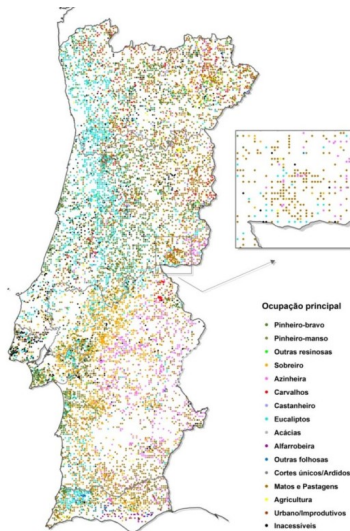 Ocupação principal
Pinheiro-bravo
Pinheiro-manso
Outras resinosas
Sobreiro
Azinheira
Carvalhos
Castanheiro
Eucaliptos
Acácias
Alfarrobeira
Outras folhosas
Cortes únicos/Ardidos
Matos e Pastagens
Agricultura
Urbano/Improdutivos
Inacessíveis